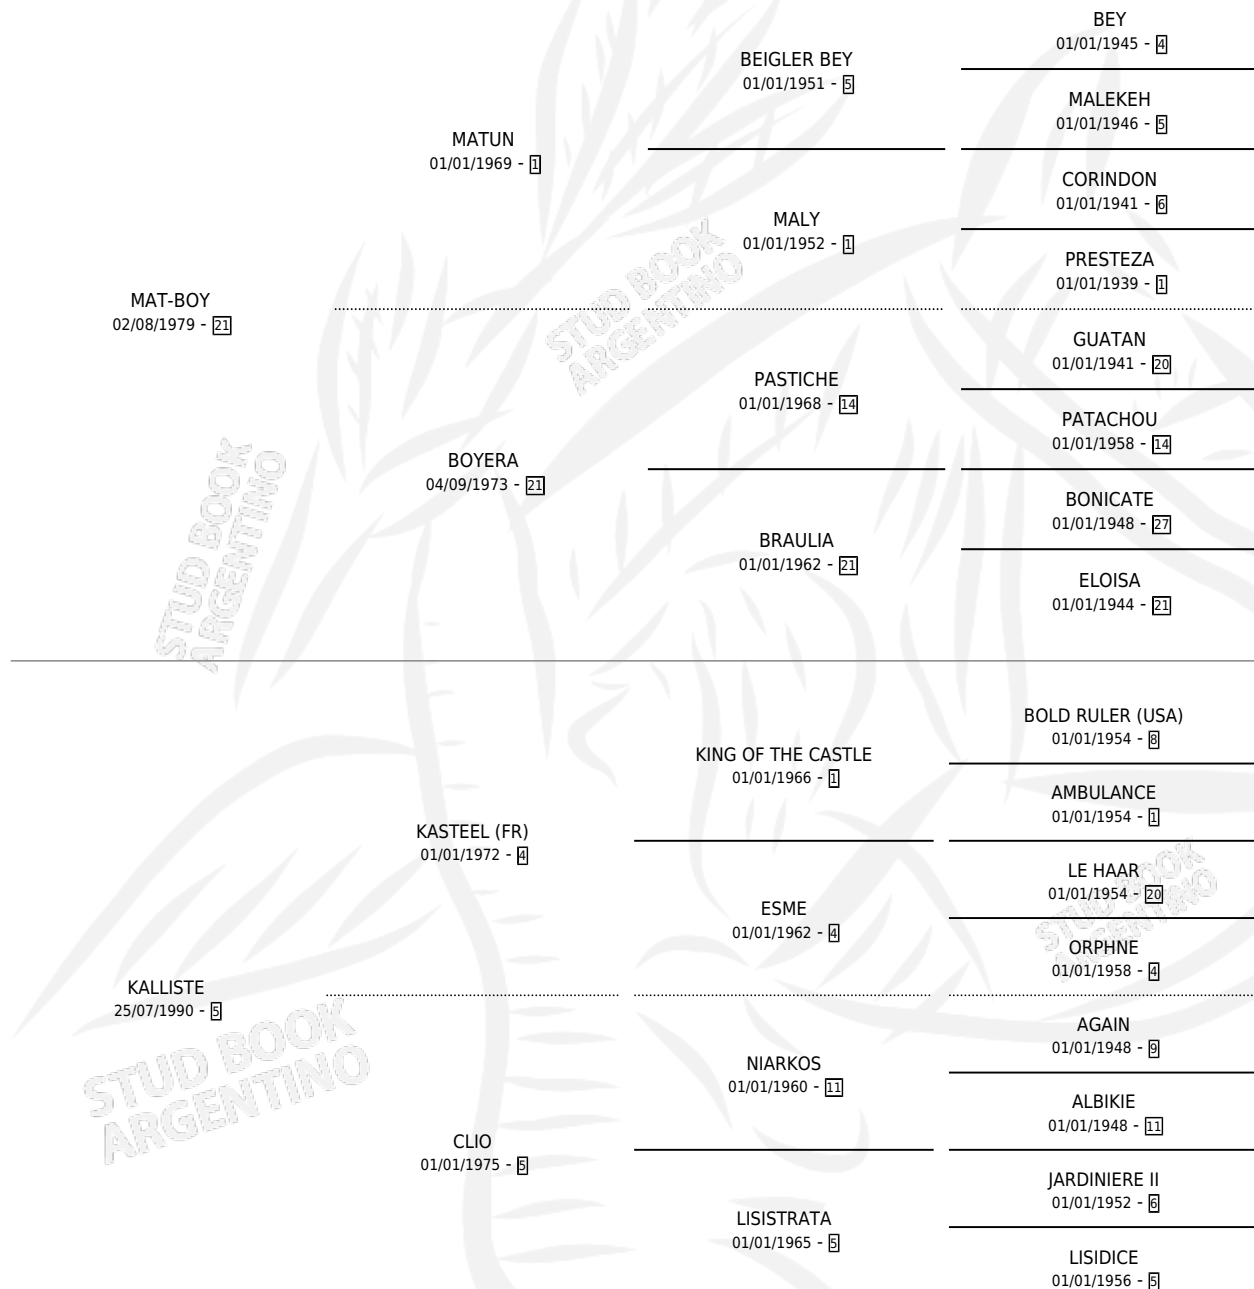 BEY
01/01/1945 - 4
BEIGLER BEY
01/01/1951 - 5
MALEKEH
01/01/1946 - 5
MATUN
01/01/1969 - 1
CORINDON
01/01/1941 - 6
MALY
01/01/1952 - 1
PRESTEZA
01/01/1939 - 1
MAT-BOY
02/08/1979 - 21
STUD BOOK
ARGENTINO
GUATAN
01/01/1941 - 20
PASTICHE
01/01/1968 - 14
PATACHOU
01/01/1958 - 14
BOYERA
04/09/1973 - 21
BONICATE
01/01/1948 - 27
BRAULIA
01/01/1962 - 21
ELOISA
01/01/1944 - 21
STUD BOOK
ARGENTINO
BOLD RULER (USA)
01/01/1954 - 8
KING OF THE CASTLE
01/01/1966 - 1
AMBULANCE
01/01/1954 - 1
KASTEEL (FR)
01/01/1972 - 4
LE HAAR
01/01/1954 - 20
ESME
01/01/1962 - 4
ORPHNE
01/01/1958 - 4
STUD BOOK
ARGENTINO
KALLISTE
25/07/1990 - 5
AGAIN
01/01/1948 - 9
NIARKOS
01/01/1960 - 11
ALBIKIE
01/01/1948 - 11
STUD BOOK
ARGENTINO
CLIO
01/01/1975 - 5
JARDINIERE II
01/01/1952 - 6
LISISTRATA
01/01/1965 - 5
LISIDICE
01/01/1956 - 5